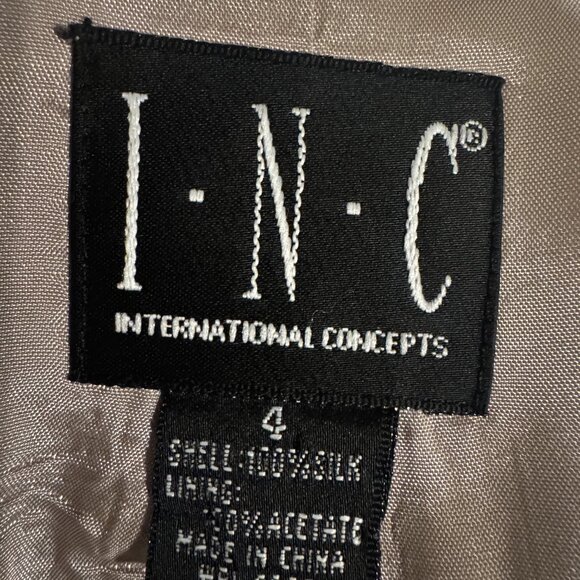 I·N·C®
INTERNATIONAL CONCEPTS
4
SHELL:100%SILK
LINING:
100%ACETATE
MADE IN CHINA